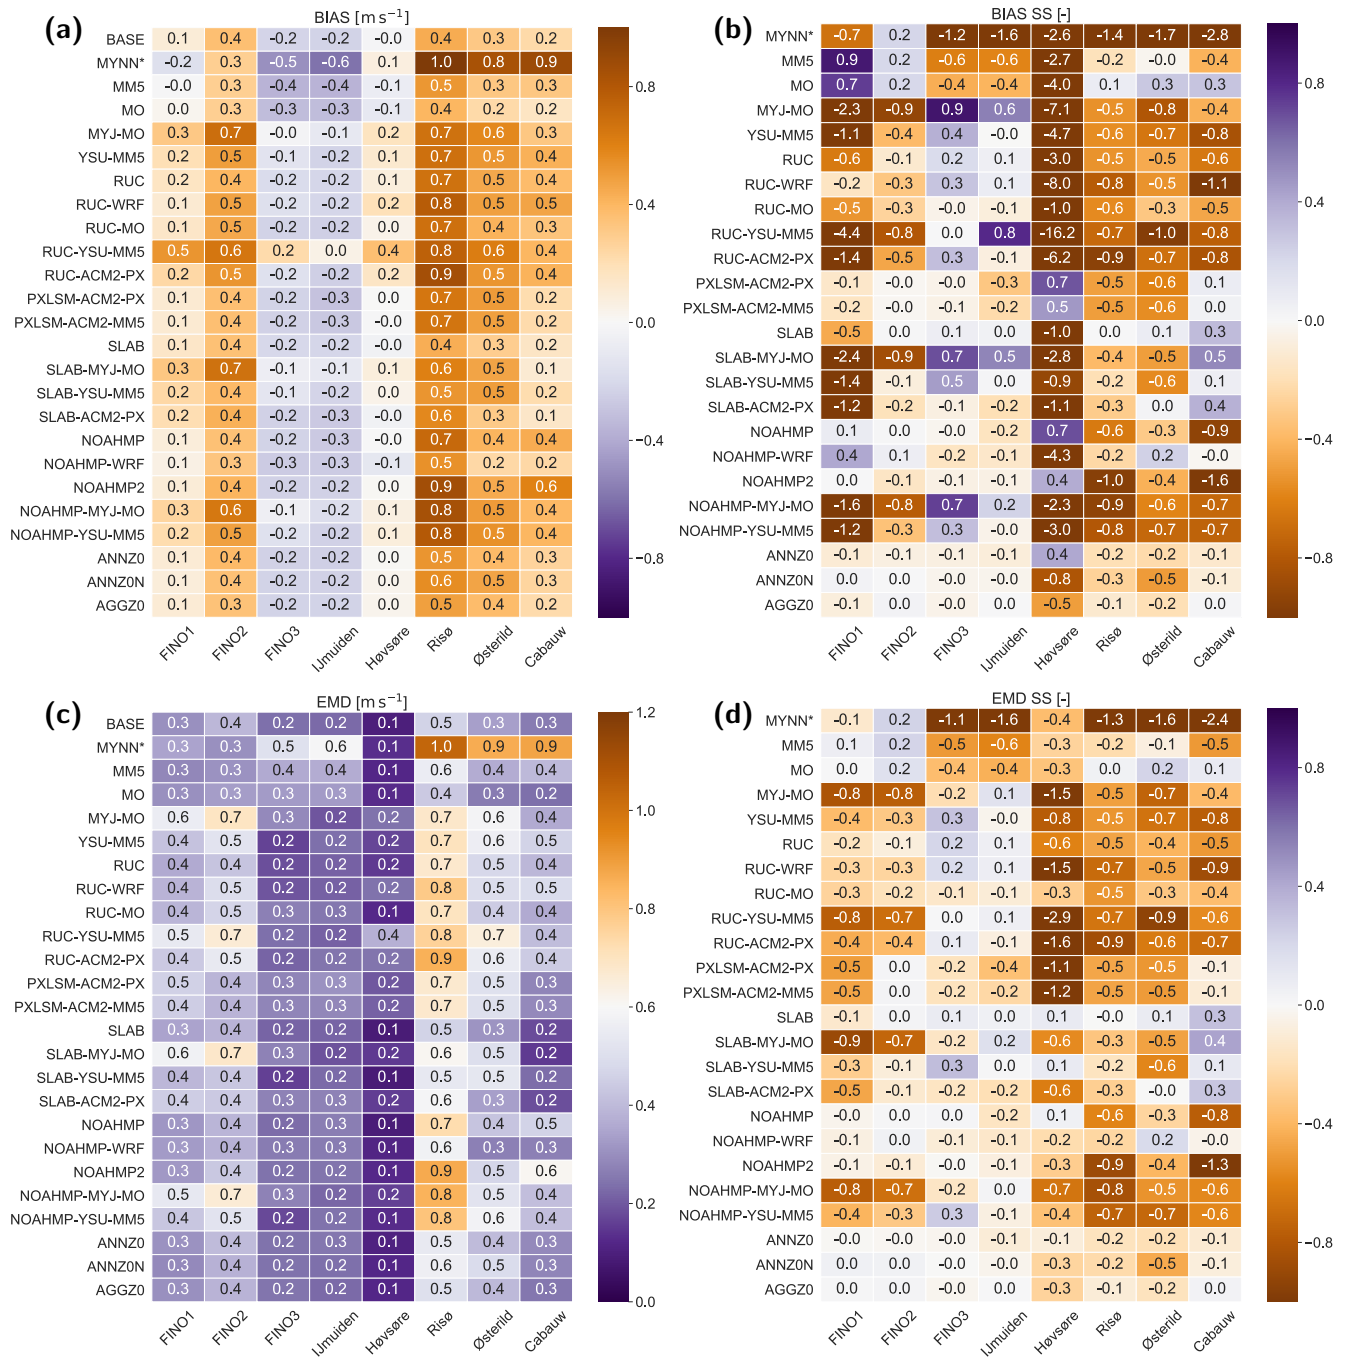 (a)
BIAS [m s⁻¹]
BASE 0.1 0.4 -0.2 -0.2 -0.0 0.4 0.3 0.2
MYNN* -0.2 0.3 -0.5 -0.6 0.1 1.0 0.8 0.9
MM5 -0.0 0.3 -0.4 -0.4 -0.1 0.5 0.3 0.3
MO 0.0 0.3 -0.3 -0.3 -0.1 0.4 0.2 0.2
MYJ-MO 0.3 0.7 -0.0 -0.1 0.2 0.7 0.6 0.3
YSU-MM5 0.2 0.5 -0.1 -0.2 0.1 0.7 0.5 0.4
RUC 0.2 0.4 -0.2 -0.2 0.1 0.7 0.5 0.4
RUC-WRF 0.1 0.5 -0.2 -0.2 0.2 0.8 0.5 0.5
RUC-MO 0.1 0.5 -0.2 -0.2 0.0 0.7 0.4 0.3
RUC-YSU-MM5 0.5 0.6 0.2 0.0 0.4 0.8 0.6 0.4
RUC-ACM2-PX 0.2 0.5 -0.2 -0.2 0.2 0.9 0.5 0.4
PXLSM-ACM2-PX 0.1 0.4 -0.2 -0.3 0.0 0.7 0.5 0.2
PXLSM-ACM2-MM5 0.1 0.4 -0.2 -0.3 -0.0 0.7 0.5 0.2
SLAB 0.1 0.4 -0.2 -0.2 -0.0 0.4 0.3 0.2
SLAB-MYJ-MO 0.3 0.7 -0.1 -0.1 0.1 0.6 0.5 0.1
SLAB-YSU-MM5 0.2 0.4 -0.1 -0.2 0.0 0.5 0.5 0.2
SLAB-ACM2-PX 0.2 0.4 -0.2 -0.3 -0.0 0.6 0.3 0.1
NOAHMP 0.1 0.4 -0.2 -0.3 -0.0 0.7 0.4 0.4
NOAHMP-WRF 0.1 0.3 -0.3 -0.3 -0.1 0.5 0.2 0.2
NOAHMP2 0.1 0.4 -0.2 -0.2 0.0 0.9 0.5 0.6
NOAHMP-MYJ-MO 0.3 0.6 -0.1 -0.2 0.1 0.8 0.5 0.4
NOAHMP-YSU-MM5 0.2 0.5 -0.2 -0.2 0.1 0.8 0.5 0.4
ANNZ0 0.1 0.4 -0.2 -0.2 0.0 0.5 0.4 0.3
ANNZ0N 0.1 0.4 -0.2 -0.2 0.0 0.6 0.5 0.3
AGGZ0 0.1 0.3 -0.2 -0.2 0.0 0.5 0.4 0.2
FINO1 FINO2 FINO3 IJmuiden Høvsøre Risø Østerild Cabauw
0.8
0.4
0.0
−0.4
−0.8
(b)
BIAS SS [-]
MYNN* -0.7 0.2 -1.2 -1.6 -2.6 -1.4 -1.7 -2.8
MM5 0.9 0.2 -0.6 -0.6 -2.7 -0.2 -0.0 -0.4
MO 0.7 0.2 -0.4 -0.4 -4.0 0.1 0.3 0.3
MYJ-MO -2.3 -0.9 0.9 0.6 -7.1 -0.5 -0.8 -0.4
YSU-MM5 -1.1 -0.4 0.4 -0.0 -4.7 -0.6 -0.7 -0.8
RUC -0.6 -0.1 0.2 0.1 -3.0 -0.5 -0.5 -0.6
RUC-WRF -0.2 -0.3 0.3 0.1 -8.0 -0.8 -0.5 -1.1
RUC-MO -0.5 -0.3 -0.0 -0.1 -1.0 -0.6 -0.3 -0.5
RUC-YSU-MM5 -4.4 -0.8 0.0 0.8 -16.2 -0.7 -1.0 -0.8
RUC-ACM2-PX -1.4 -0.5 0.3 -0.1 -6.2 -0.9 -0.7 -0.8
PXLSM-ACM2-PX -0.1 -0.0 -0.0 -0.3 0.7 -0.5 -0.6 0.1
PXLSM-ACM2-MM5 -0.2 -0.0 -0.1 -0.2 0.5 -0.5 -0.6 0.0
SLAB -0.5 0.0 0.1 0.0 -1.0 0.0 0.1 0.3
SLAB-MYJ-MO -2.4 -0.9 0.7 0.5 -2.8 -0.4 -0.5 0.5
SLAB-YSU-MM5 -1.4 -0.1 0.5 0.0 -0.9 -0.2 -0.6 0.1
SLAB-ACM2-PX -1.2 -0.2 -0.1 -0.2 -1.1 -0.3 0.0 0.4
NOAHMP 0.1 0.0 -0.0 -0.2 0.7 -0.6 -0.3 -0.9
NOAHMP-WRF 0.4 0.1 -0.2 -0.1 -4.3 -0.2 0.2 -0.0
NOAHMP2 0.0 -0.1 -0.1 -0.2 0.4 -1.0 -0.4 -1.6
NOAHMP-MYJ-MO -1.6 -0.8 0.7 0.2 -2.3 -0.9 -0.6 -0.7
NOAHMP-YSU-MM5 -1.2 -0.3 0.3 -0.0 -3.0 -0.8 -0.7 -0.7
ANNZ0 -0.1 -0.1 -0.1 -0.1 0.4 -0.2 -0.2 -0.1
ANNZ0N 0.0 -0.0 -0.0 -0.0 -0.8 -0.3 -0.5 -0.1
AGGZ0 -0.1 0.0 -0.0 0.0 -0.5 -0.1 -0.2 0.0
FINO1 FINO2 FINO3 IJmuiden Høvsøre Risø Østerild Cabauw
0.8
0.4
0.0
−0.4
−0.8
(c)
EMD [m s⁻¹]
BASE 0.3 0.4 0.2 0.2 0.1 0.5 0.3 0.3
MYNN* 0.3 0.3 0.5 0.6 0.1 1.0 0.9 0.9
MM5 0.3 0.3 0.4 0.4 0.1 0.6 0.4 0.4
MO 0.3 0.3 0.3 0.3 0.1 0.4 0.3 0.2
MYJ-MO 0.6 0.7 0.3 0.2 0.2 0.7 0.6 0.4
YSU-MM5 0.4 0.5 0.2 0.2 0.2 0.7 0.6 0.5
RUC 0.4 0.4 0.2 0.2 0.2 0.7 0.5 0.4
RUC-WRF 0.4 0.5 0.2 0.2 0.2 0.8 0.5 0.5
RUC-MO 0.4 0.5 0.3 0.3 0.1 0.7 0.4 0.4
RUC-YSU-MM5 0.5 0.7 0.2 0.2 0.4 0.8 0.7 0.4
RUC-ACM2-PX 0.4 0.5 0.2 0.2 0.2 0.9 0.6 0.4
PXLSM-ACM2-PX 0.5 0.4 0.3 0.3 0.2 0.7 0.5 0.3
PXLSM-ACM2-MM5 0.4 0.4 0.3 0.3 0.2 0.7 0.5 0.3
SLAB 0.3 0.4 0.2 0.2 0.1 0.5 0.3 0.2
SLAB-MYJ-MO 0.6 0.7 0.3 0.2 0.2 0.6 0.5 0.2
SLAB-YSU-MM5 0.4 0.4 0.2 0.2 0.1 0.5 0.5 0.2
SLAB-ACM2-PX 0.4 0.4 0.3 0.3 0.2 0.6 0.3 0.2
NOAHMP 0.3 0.4 0.3 0.3 0.1 0.7 0.4 0.5
NOAHMP-WRF 0.3 0.4 0.3 0.3 0.1 0.6 0.3 0.3
NOAHMP2 0.3 0.4 0.2 0.2 0.1 0.9 0.5 0.6
NOAHMP-MYJ-MO 0.5 0.7 0.3 0.2 0.2 0.8 0.5 0.4
NOAHMP-YSU-MM5 0.4 0.5 0.2 0.2 0.1 0.8 0.6 0.4
ANNZ0 0.3 0.4 0.2 0.3 0.1 0.5 0.4 0.3
ANNZ0N 0.3 0.4 0.2 0.2 0.1 0.6 0.5 0.3
AGGZ0 0.3 0.4 0.2 0.2 0.1 0.5 0.4 0.3
FINO1 FINO2 FINO3 IJmuiden Høvsøre Risø Østerild Cabauw
1.2
1.0
0.8
0.6
0.4
0.2
0.0
(d)
EMD SS [-]
MYNN* -0.1 0.2 -1.1 -1.6 -0.4 -1.3 -1.6 -2.4
MM5 0.1 0.2 -0.5 -0.6 -0.3 -0.2 -0.1 -0.5
MO 0.0 0.2 -0.4 -0.4 -0.3 0.0 0.2 0.1
MYJ-MO -0.8 -0.8 -0.2 0.1 -1.5 -0.5 -0.7 -0.4
YSU-MM5 -0.4 -0.3 0.3 -0.0 -0.8 -0.5 -0.7 -0.8
RUC -0.2 -0.1 0.2 0.1 -0.6 -0.5 -0.4 -0.5
RUC-WRF -0.3 -0.3 0.2 0.1 -1.5 -0.7 -0.5 -0.9
RUC-MO -0.3 -0.2 -0.1 -0.1 -0.3 -0.5 -0.3 -0.4
RUC-YSU-MM5 -0.8 -0.7 0.0 0.1 -2.9 -0.7 -0.9 -0.6
RUC-ACM2-PX -0.4 -0.4 0.1 -0.1 -1.6 -0.9 -0.6 -0.7
PXLSM-ACM2-PX -0.5 0.0 -0.2 -0.4 -1.1 -0.5 -0.5 -0.1
PXLSM-ACM2-MM5 -0.5 0.0 -0.2 -0.2 -1.2 -0.5 -0.5 -0.1
SLAB -0.1 0.1 0.0 0.0 0.1 -0.0 0.1 0.3
SLAB-MYJ-MO -0.9 -0.7 -0.2 0.2 -0.6 -0.3 -0.5 0.4
SLAB-YSU-MM5 -0.3 -0.1 0.3 0.0 0.1 -0.2 -0.6 0.1
SLAB-ACM2-PX -0.5 -0.1 -0.2 -0.2 -0.6 -0.3 -0.0 0.3
NOAHMP -0.0 0.0 0.0 -0.2 0.1 -0.6 -0.3 -0.8
NOAHMP-WRF -0.1 0.0 -0.1 -0.1 -0.2 -0.2 0.2 -0.0
NOAHMP2 -0.1 -0.1 -0.0 -0.1 -0.3 -0.9 -0.4 -1.3
NOAHMP-MYJ-MO -0.8 -0.7 -0.2 0.0 -0.7 -0.8 -0.5 -0.6
NOAHMP-YSU-MM5 -0.4 -0.3 0.3 -0.1 -0.4 -0.7 -0.7 -0.6
ANNZ0 -0.0 -0.0 -0.0 -0.1 -0.1 -0.2 -0.2 -0.1
ANNZ0N 0.0 0.0 -0.0 -0.0 -0.3 -0.2 -0.5 -0.1
AGGZ0 0.0 0.0 0.0 0.0 -0.3 -0.1 -0.2 0.0
FINO1 FINO2 FINO3 IJmuiden Høvsøre Risø Østerild Cabauw
0.8
0.4
0.0
−0.4
−0.8